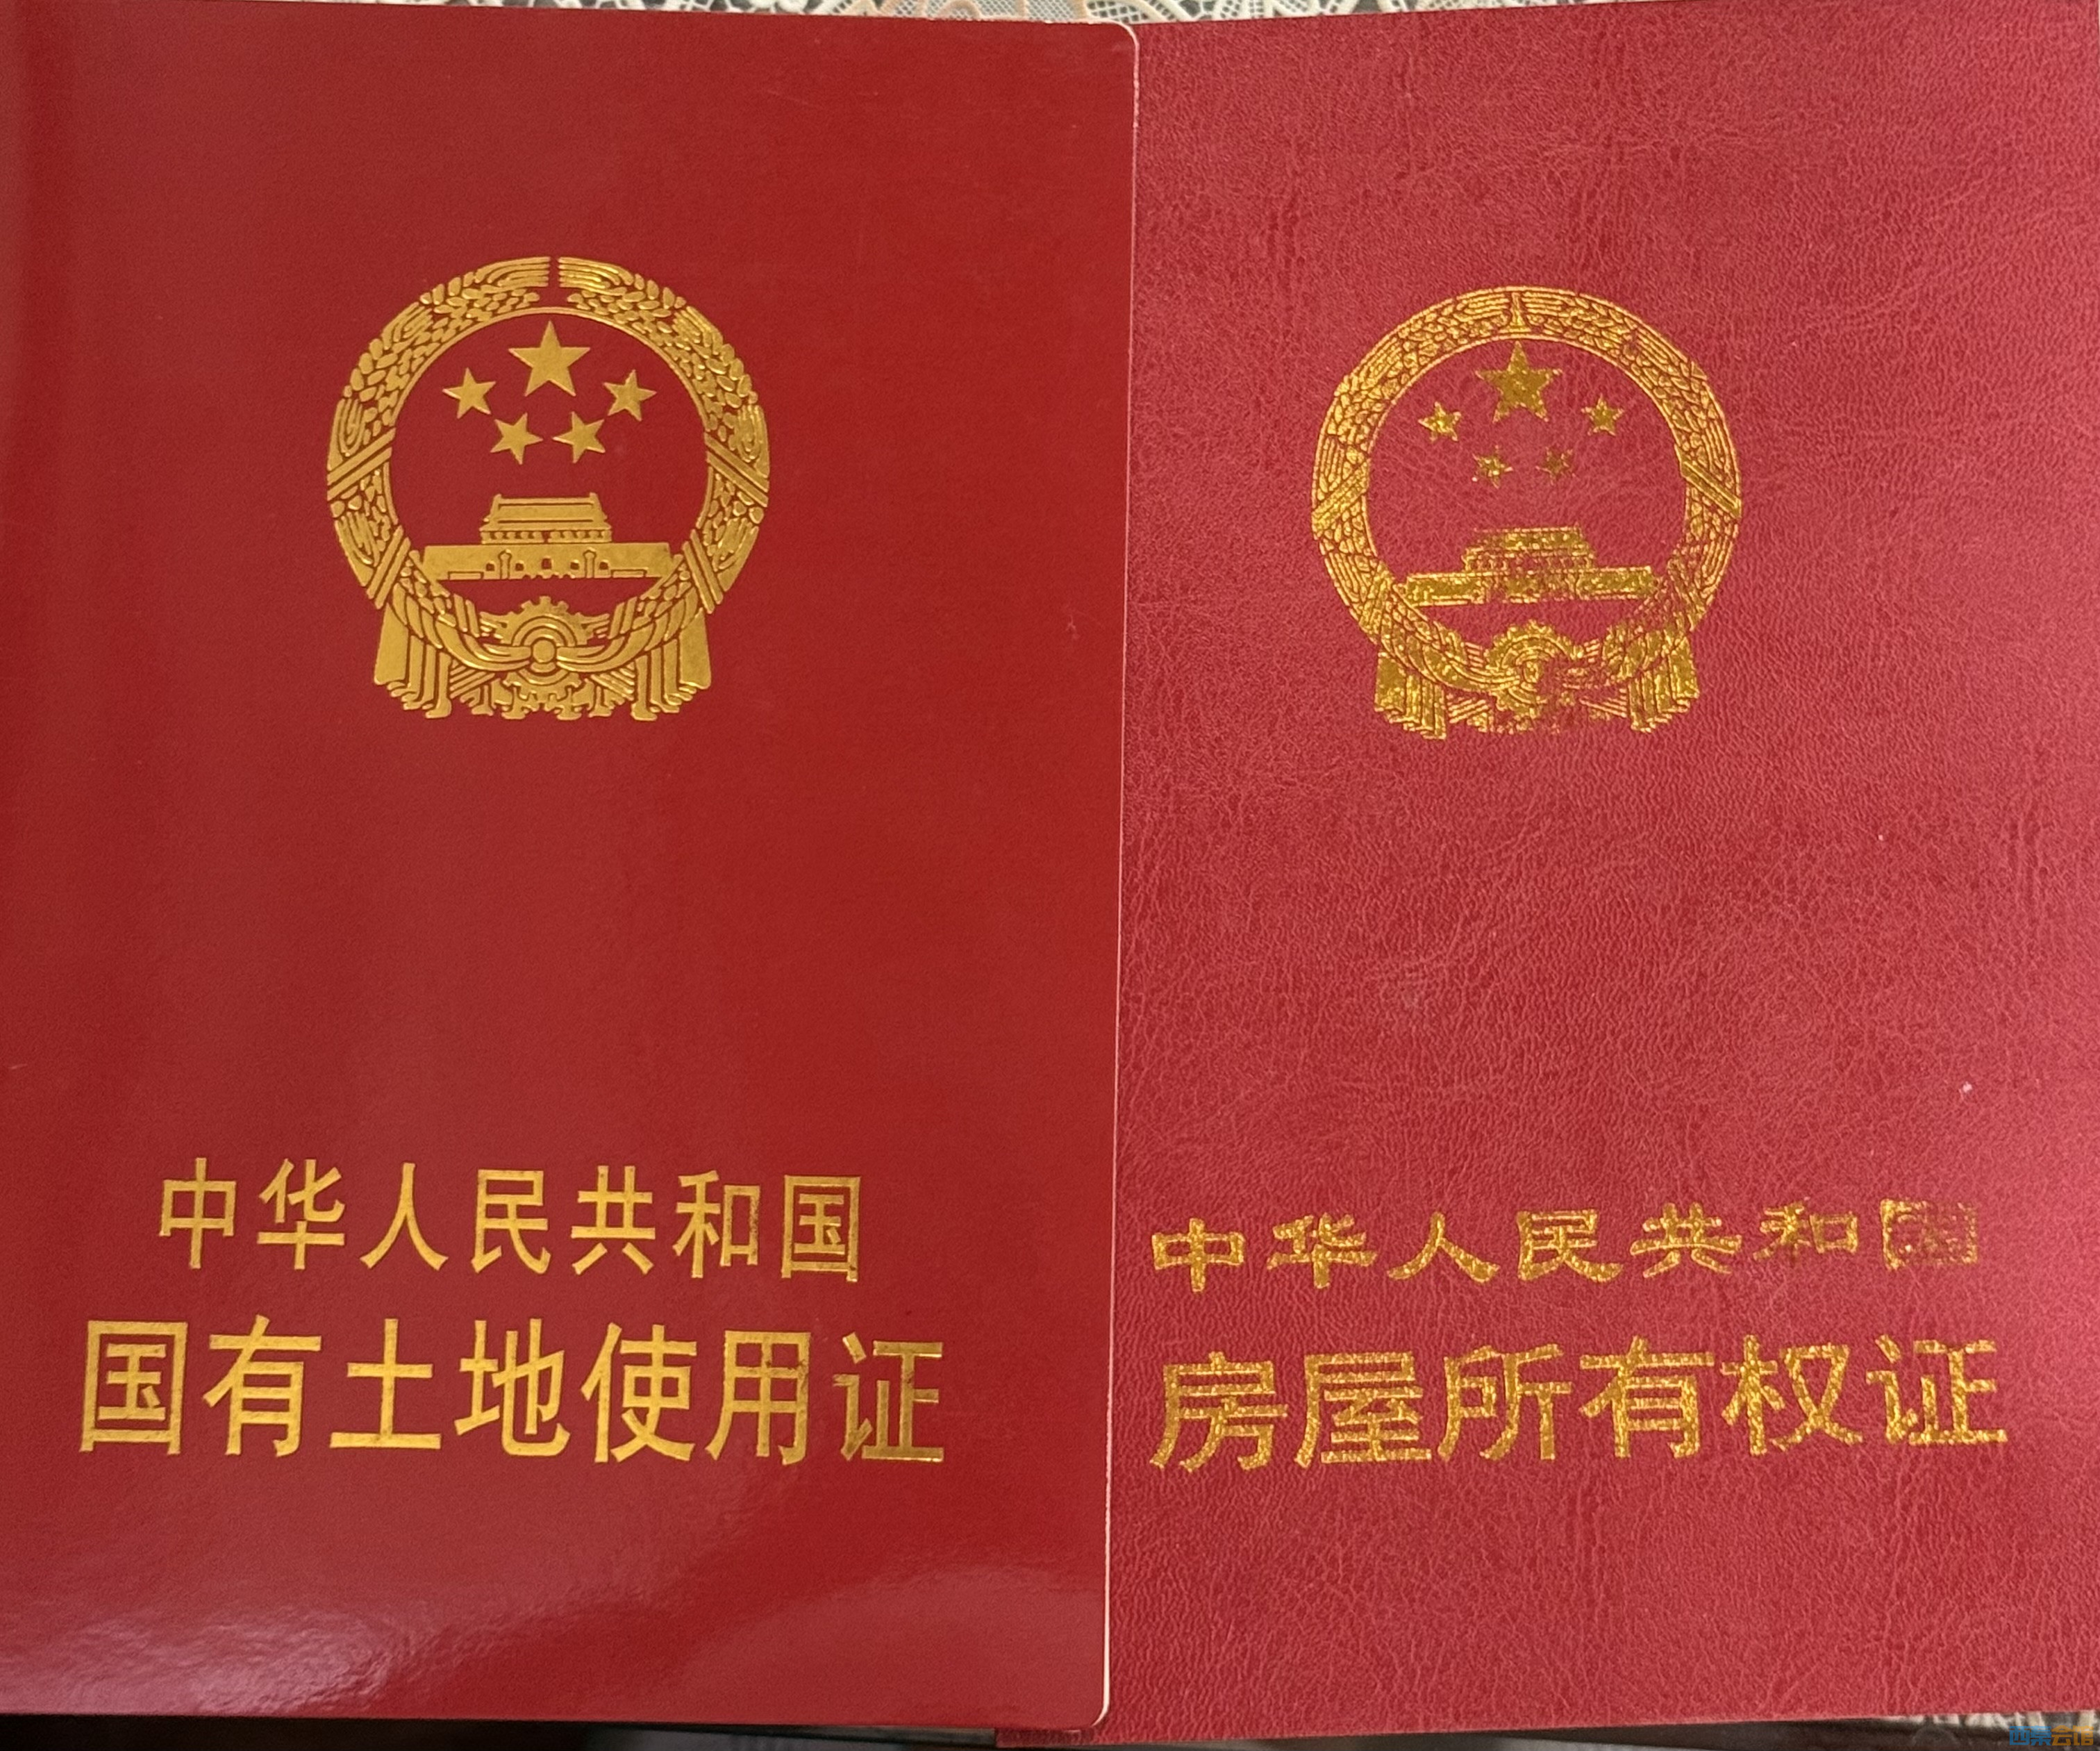 中华人民共和国
国有土地使用证
中华人民共和国
房屋所有权证